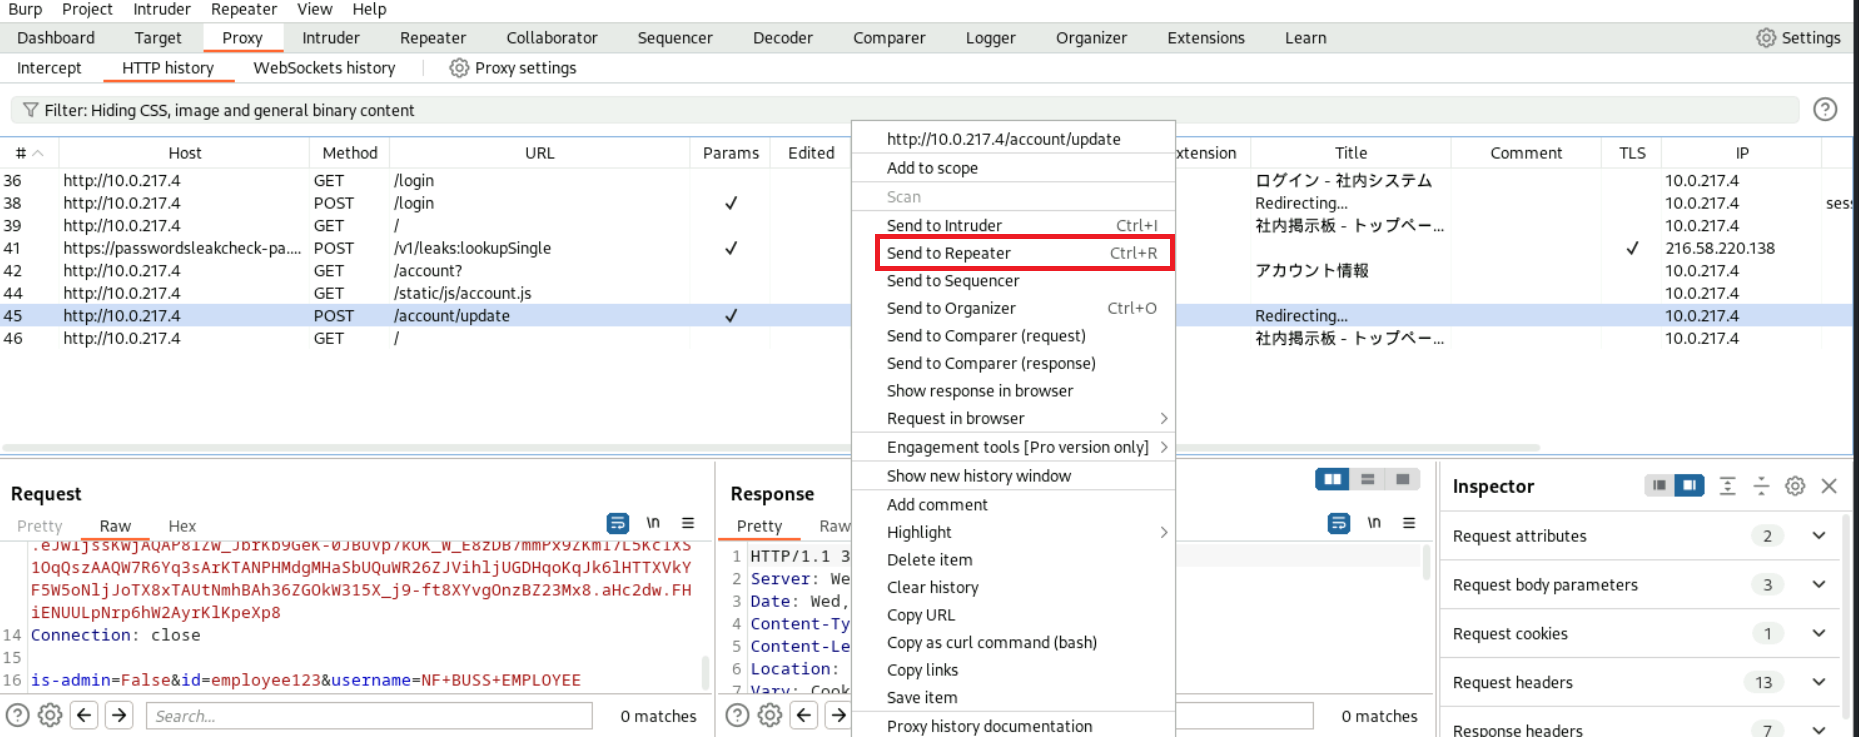 Burp Project Intruder Repeater View Help
Dashboard Target Proxy Intruder Repeater Collaborator Sequencer Decoder Comparer Logger Organizer Extensions Learn Settings
Intercept HTTP history WebSockets history Proxy settings
Filter: Hiding CSS, image and general binary content
# Host Method URL Params Edited xtension Title Comment TLS IP
36 http://10.0.217.4 GET /login ログイン - 社内システム 10.0.217.4
38 http://10.0.217.4 POST /login ✓ Redirecting... 10.0.217.4 ses
39 http://10.0.217.4 GET / 社内掲示板 - トップペー... 10.0.217.4
41 https://passwordsleakcheck-pa.... POST /v1/leaks:lookupSingle ✓ ✓ 216.58.220.138
42 http://10.0.217.4 GET /account? アカウント情報 10.0.217.4
44 http://10.0.217.4 GET /static/js/account.js 10.0.217.4
45 http://10.0.217.4 POST /account/update ✓ Redirecting... 10.0.217.4
46 http://10.0.217.4 GET / 社内掲示板 - トップペー... 10.0.217.4
http://10.0.217.4/account/update
Add to scope
Scan
Send to Intruder Ctrl+I
Send to Repeater Ctrl+R
Send to Sequencer
Send to Organizer Ctrl+O
Send to Comparer (request)
Send to Comparer (response)
Show response in browser
Request in browser
Engagement tools [Pro version only]
Show new history window
Add comment
Highlight
Delete item
Clear history
Copy URL
Copy as curl command (bash)
Copy links
Save item
Proxy history documentation
Request
Pretty Raw Hex \n
1OqQszAAQW7R6Yq3sArKTANPHMdgMHaSbUQuWR26ZJVihljUGDHqoKqJk6lHTTXVkY
F5W5oNljJoTX8xTAUtNmhBAh36ZGOkW315X_j9-ft8XYvgOnzBZ23Mx8.aHc2dw.FH
iENUULpNrp6hW2AyrKlKpeXp8
14 Connection: close
15
16 is-admin=False&id=employee123&username=NF+BUSS+EMPLOYEE
Search... 0 matches
Response
Pretty Raw \n
1 HTTP/1.1 3
2 Server: We
3 Date: Wed,
4 Content-Ty
5 Content-Le
6 Location:
7 Vary: Cook
0 matches
Inspector
Request attributes 2
Request body parameters 3
Request cookies 1
Request headers 13
Response headers 7